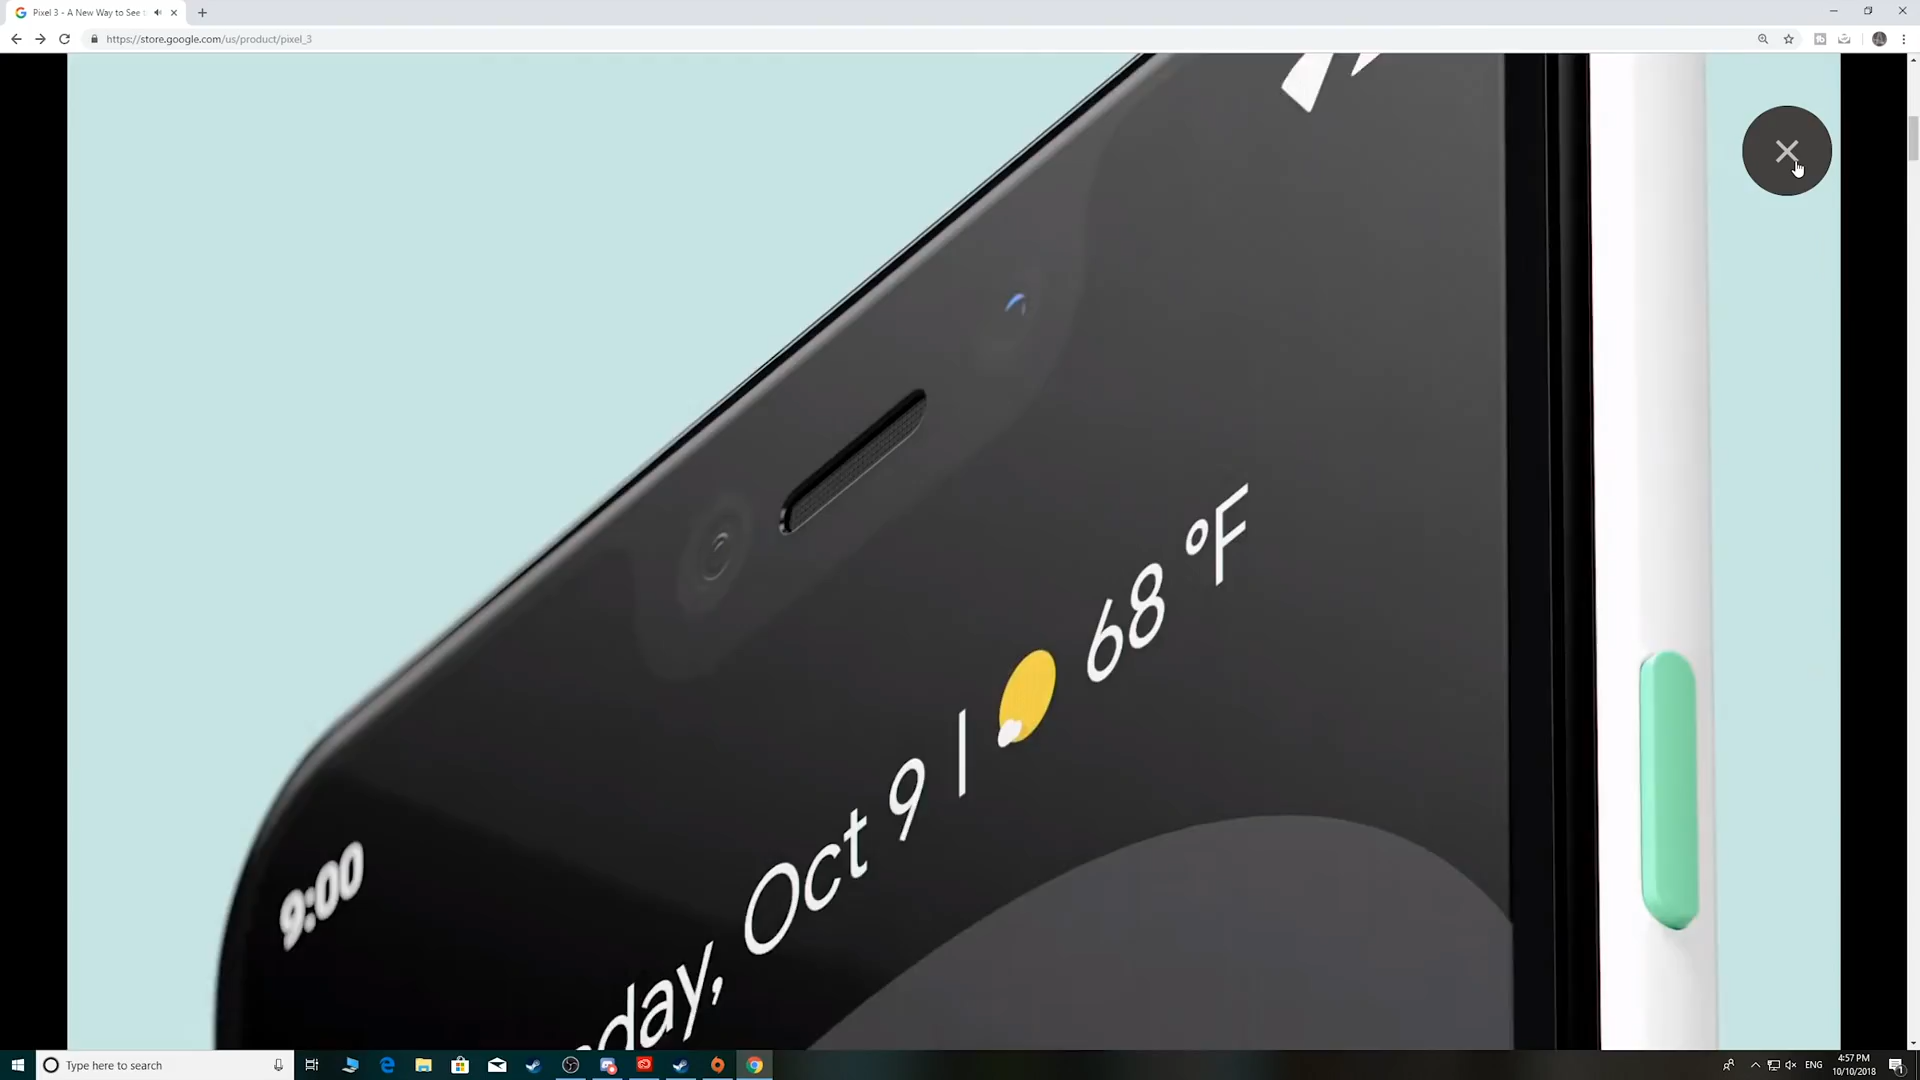 Pixel 3 - A New Way to See t
https://store.google.com/us/product/pixel_3
68 °F
day, Oct 9 |
9:00
Type here to search
ENG
4:57 PM
10/10/2018